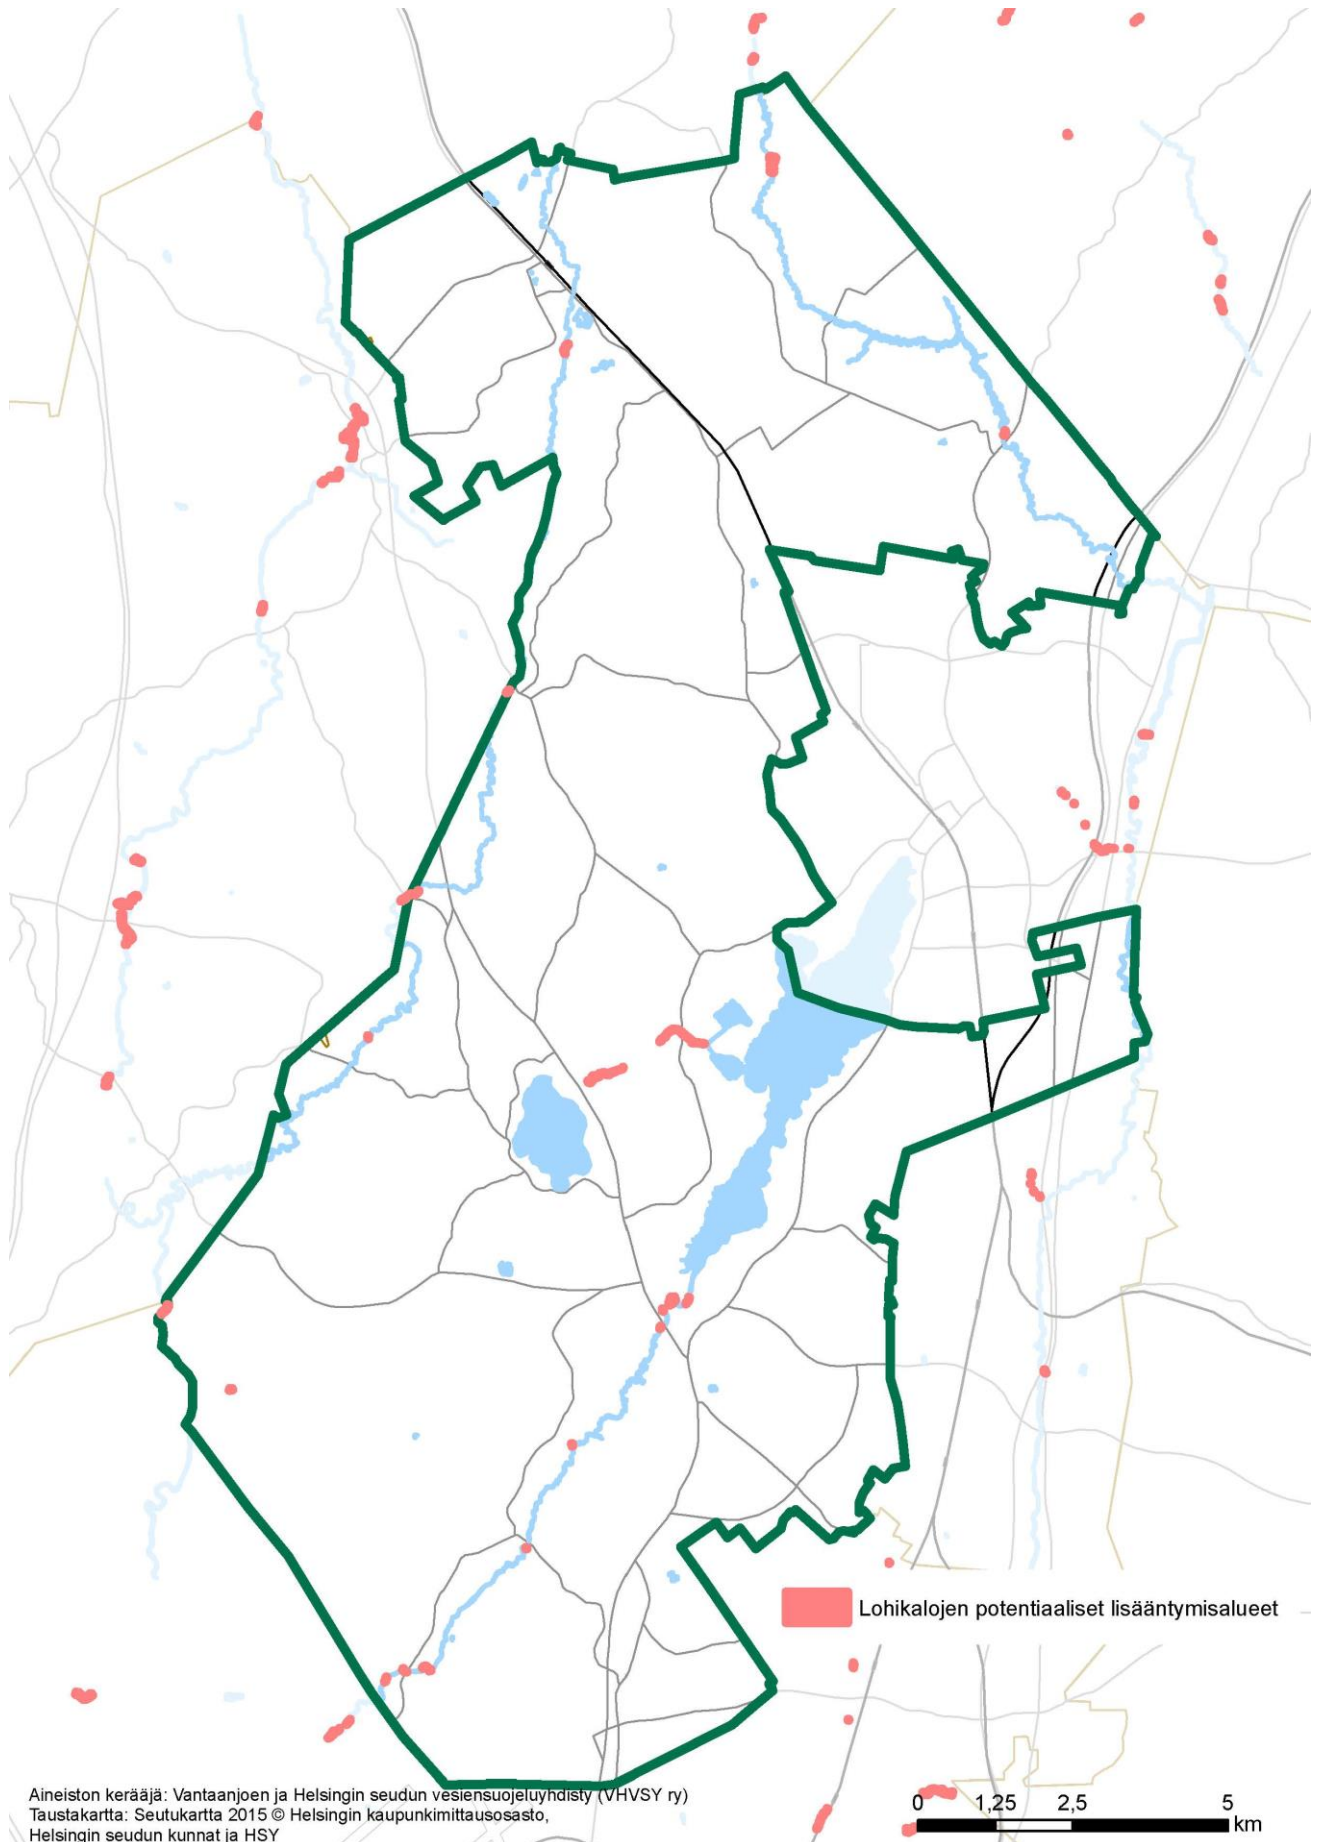 Lohikalojen potentiaaliset lisääntymisalueet
Aineiston kerääjä: Vantaanjoen ja Helsingin seudun vesiensuojeluyhdisty (VHVSY ry)
Taustakartta: Seutukartta 2015 © Helsingin kaupunkimittausosasto,
Helsingin seudun kunnat ja HSY
0 1,25 2,5 5
km